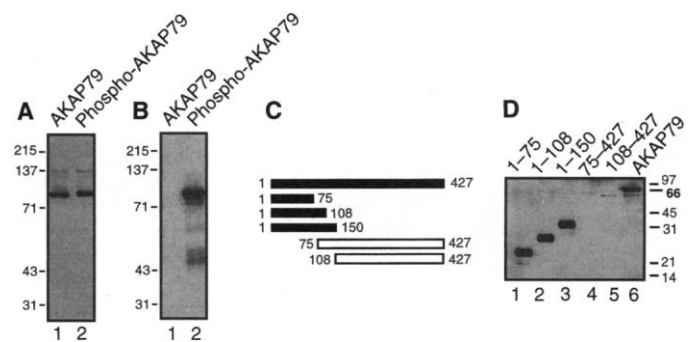 A
AKAP79
Phospho-AKAP79
215
137
71
43
31
1 2
B
AKAP79
Phospho-AKAP79
215
137
71
43
31
1 2
C
1 427
1 75
1 108
1 150
75 427
108 427
D
1–75
1–108
1–150
75–427
108–427
AKAP79
97
66
45
31
21
14
1 2 3 4 5 6